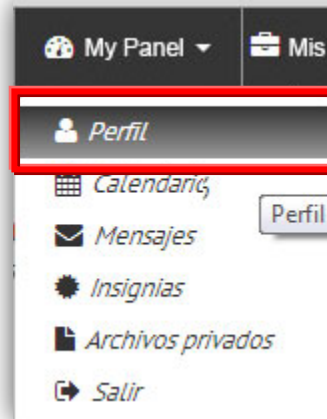 My Panel Mis
Perfil
Calendario
Perfil
Mensajes
Insignias
Archivos privados
Salir